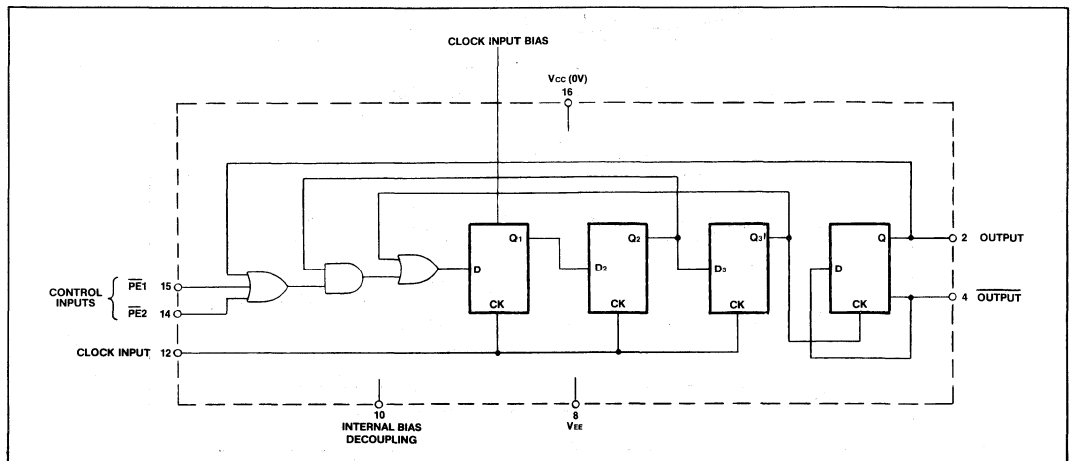 CLOCK INPUT BIAS
VCC (0V)
16
Q1
Q2
Q3'
Q
2 OUTPUT
D
D2
D3
D
CONTROL
INPUTS
PE1 15
PE2 14
CK
CK
CK
CK
4 OUTPUT
CLOCK INPUT 12
10
INTERNAL BIAS
DECOUPLING
8
VEE